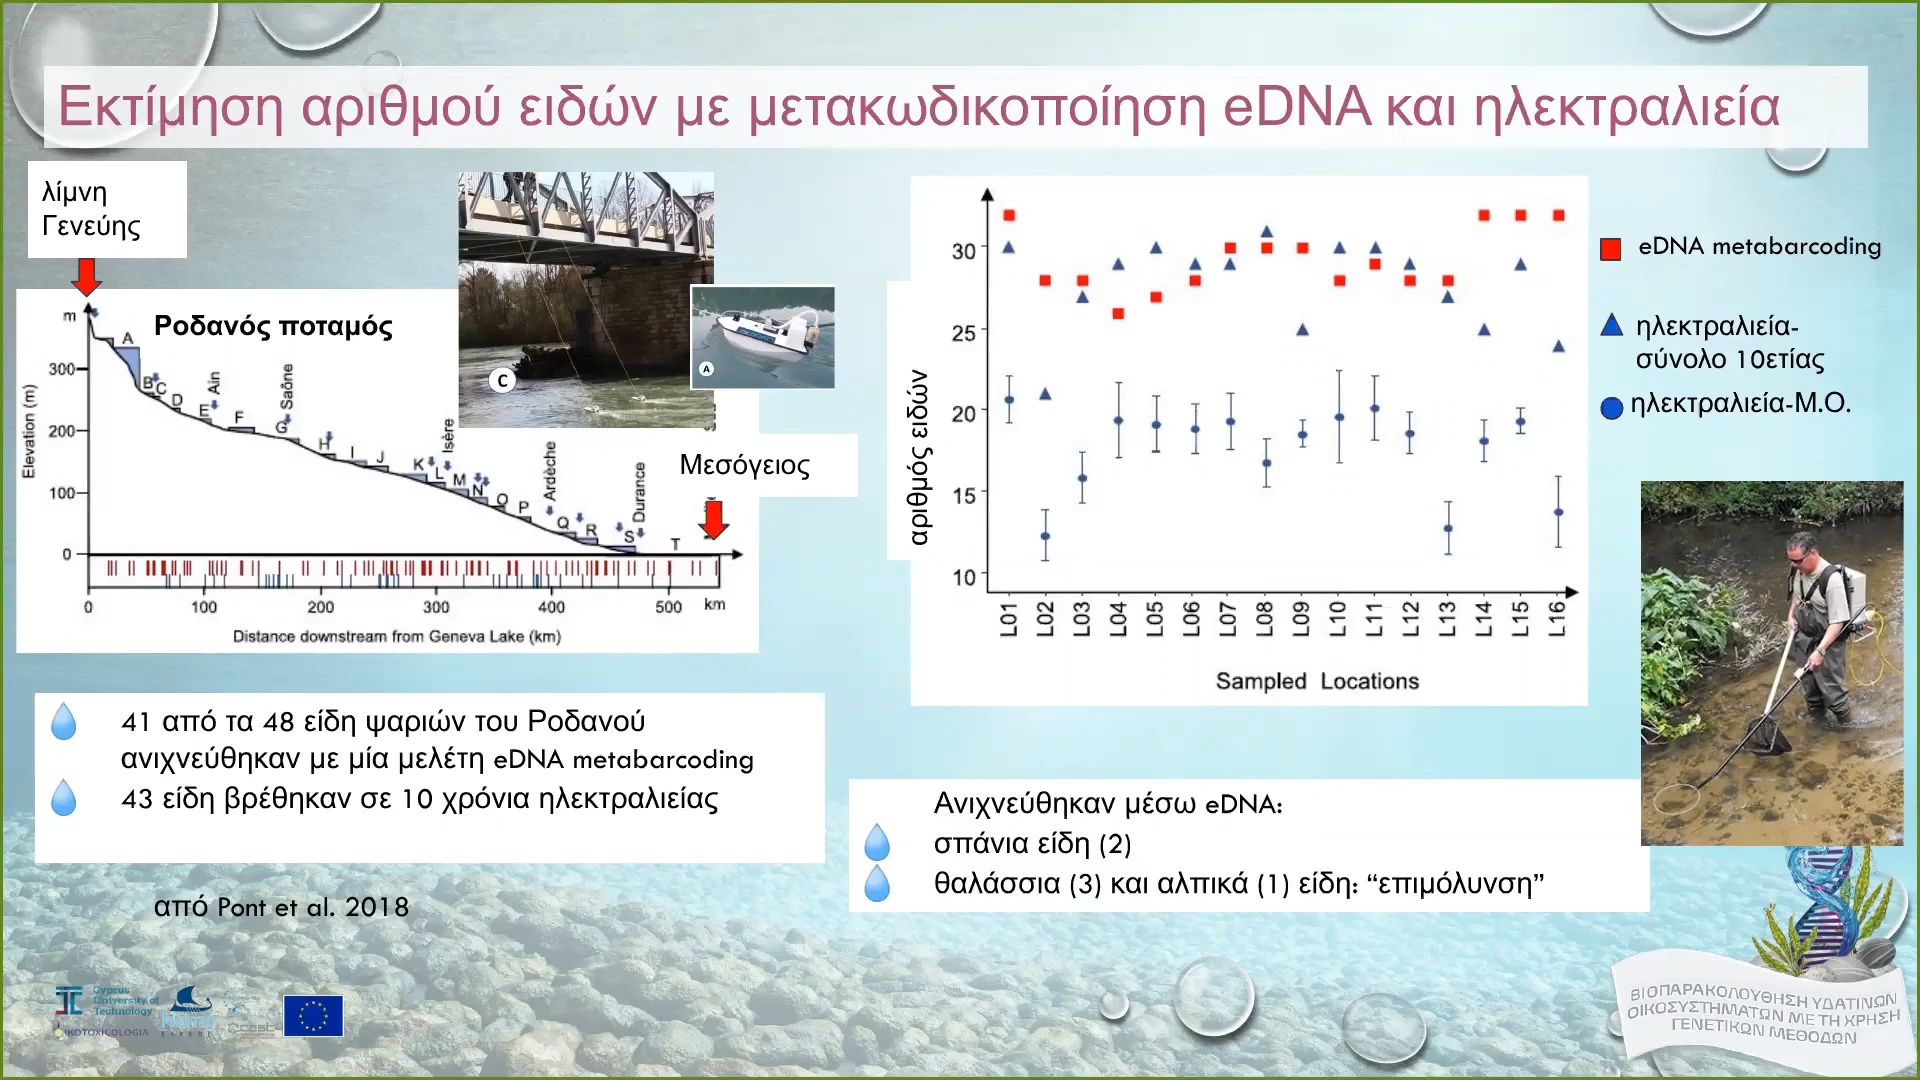 Εκτίμηση αριθμού ειδών με μετακωδικοποίηση eDNA και ηλεκτραλιεία
λίμνη
Γενεύης
Ροδανός ποταμός
m
300
200
100
0
Elevation (m)
A
B
C
D
E
F
G
H
I
J
K
L
M
N
O
P
Q
R
S
T
Ain
Saône
Isère
Ardèche
Durance
0 100 200 300 400 500 km
Distance downstream from Geneva Lake (km)
C
A
Μεσόγειος
αριθμός ειδών
30
25
20
15
10
L01 L02 L03 L04 L05 L06 L07 L08 L09 L10 L11 L12 L13 L14 L15 L16
Sampled Locations
eDNA metabarcoding
ηλεκτραλιεία-
σύνολο 10ετίας
ηλεκτραλιεία-Μ.Ο.
41 από τα 48 είδη ψαριών του Ροδανού
ανιχνεύθηκαν με μία μελέτη eDNA metabarcoding
43 είδη βρέθηκαν σε 10 χρόνια ηλεκτραλιείας
Ανιχνεύθηκαν μέσω eDNA:
σπάνια είδη (2)
θαλάσσια (3) και αλπικά (1) είδη: “επιμόλυνση”
από Pont et al. 2018
Cyprus
University of
Technology
ΒΙΟΠΑΡΑΚΟΛΟΥΘΗΣΗ ΥΔΑΤΙΝΩΝ
ΟΙΚΟΣΥΣΤΗΜΑΤΩΝ ΜΕ ΤΗ ΧΡΗΣΗ
ΓΕΝΕΤΙΚΩΝ ΜΕΘΟΔΩΝ